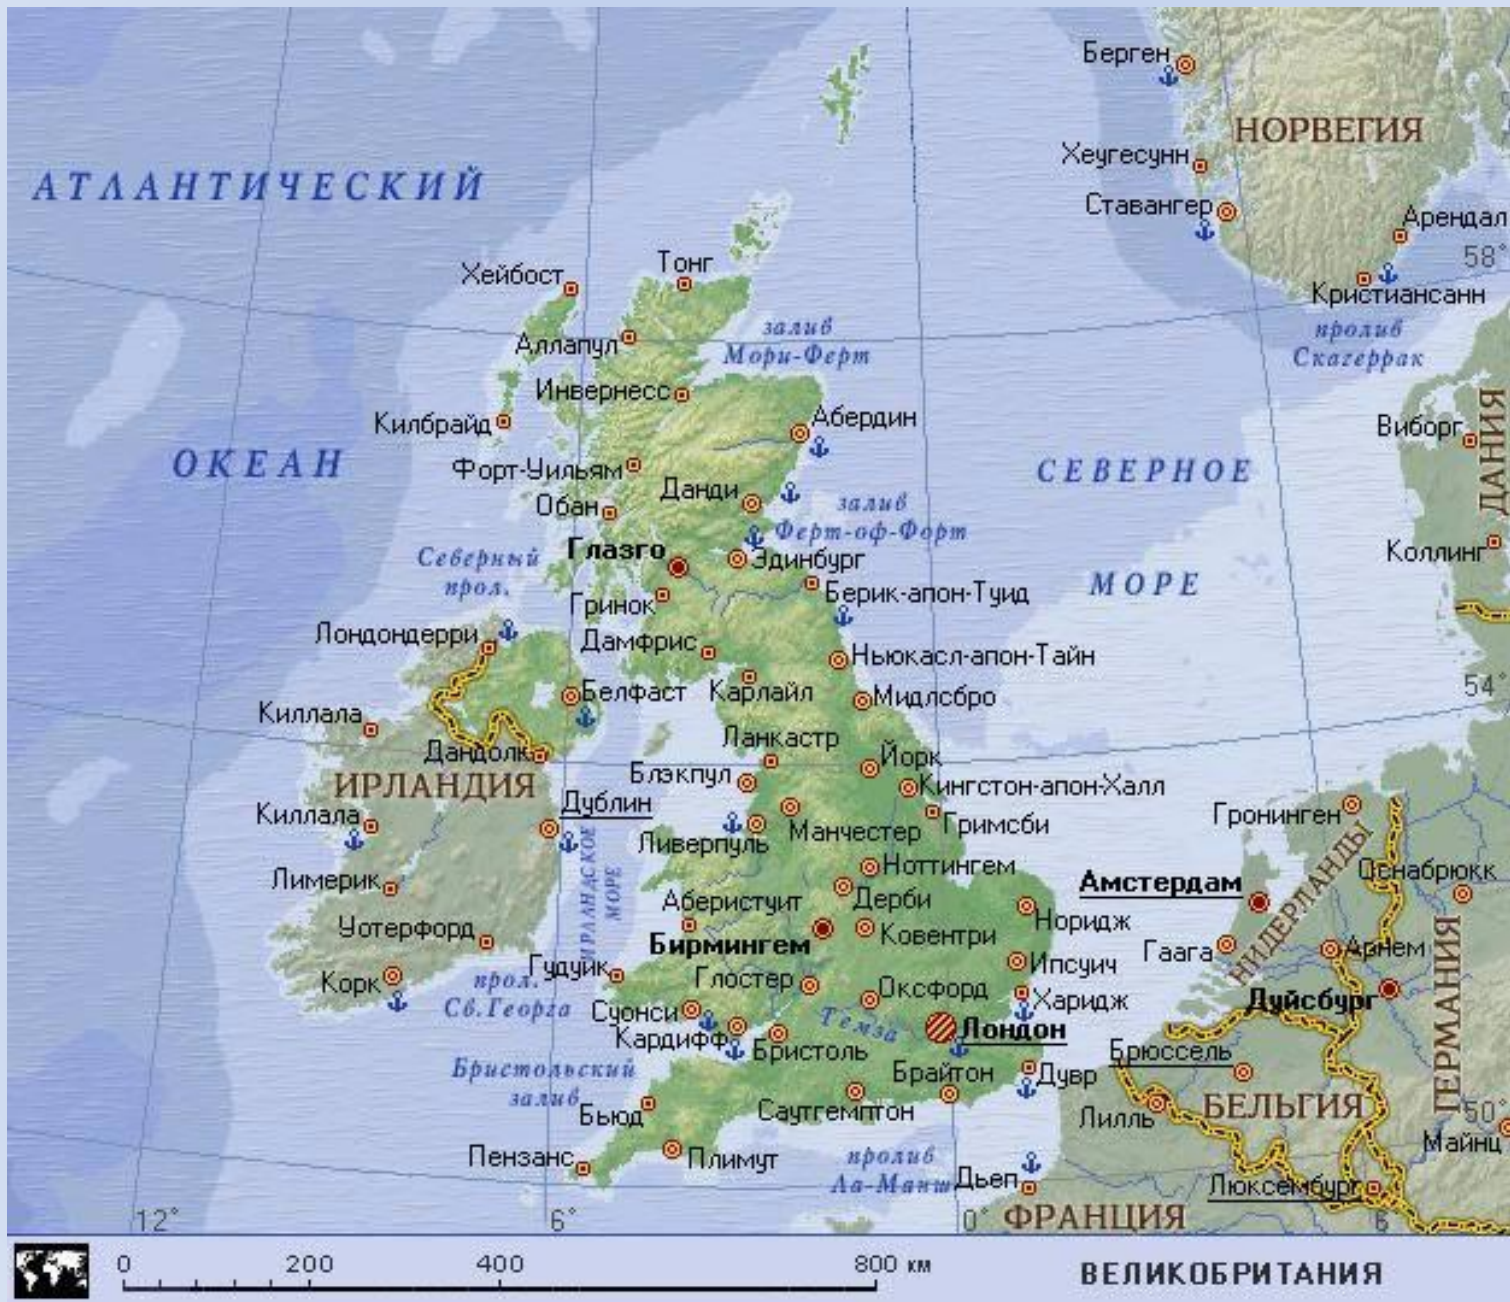 Берген
НОРВЕГИЯ
Хеугесунн
АТЛАНТИЧЕСКИЙ
Ставангер
Арендал
58°
Тонг
Хейбост
Кристиансанн
залив
Мори-Ферт
пролив
Скагеррак
Аллапул
Инвернесс
Килбрайд
Абердин
Виборг
ДАНИЯ
ОКЕАН
Форт-Уильям
СЕВЕРНОЕ
Данди
Обан
залив
Ферт-оф-Форт
Глазго
Эдинбург
Коллинг
Северный
прол.
МОРЕ
Гринок
Берик-апон-Туид
Лондондерри
Дамфрис
Ньюкасл-апон-Тайн
54°
Белфаст
Карлайл
Мидлсбро
Киллала
Ланкастр
Дандолк
Йорк
ИРЛАНДИЯ
Блэкпул
Кингстон-апон-Халл
Дублин
Киллала
Гронинген
Манчестер
Гримсби
Ливерпуль
ИРЛАНДСКОЕ
МОРЕ
Ноттингем
НИДЕРЛАНДЫ
Оснабрюкк
Лимерик
Амстердам
Аберистуит
Дерби
Норидж
Уотерфорд
Бирмингем
Ковентри
Гаага
Арнем
ГЕРМАНИЯ
Гудуик
Ипсуич
Корк
прол.
Св.Георга
Глостер
Оксфорд
Харидж
Дуйсбург
Суонси
Темза
Лондон
Кардифф
Бристоль
Брюссель
Бристольский
залив
Брайтон
Дувр
Бьюд
Саутгемптон
Лилль
БЕЛЬГИЯ
50°
Майнц
Пензанс
Плимут
пролив
Ла-Манш
Дьеп
Люксембург
12°
6°
0°
ФРАНЦИЯ
6
0
200
400
800 км
ВЕЛИКОБРИТАНИЯ